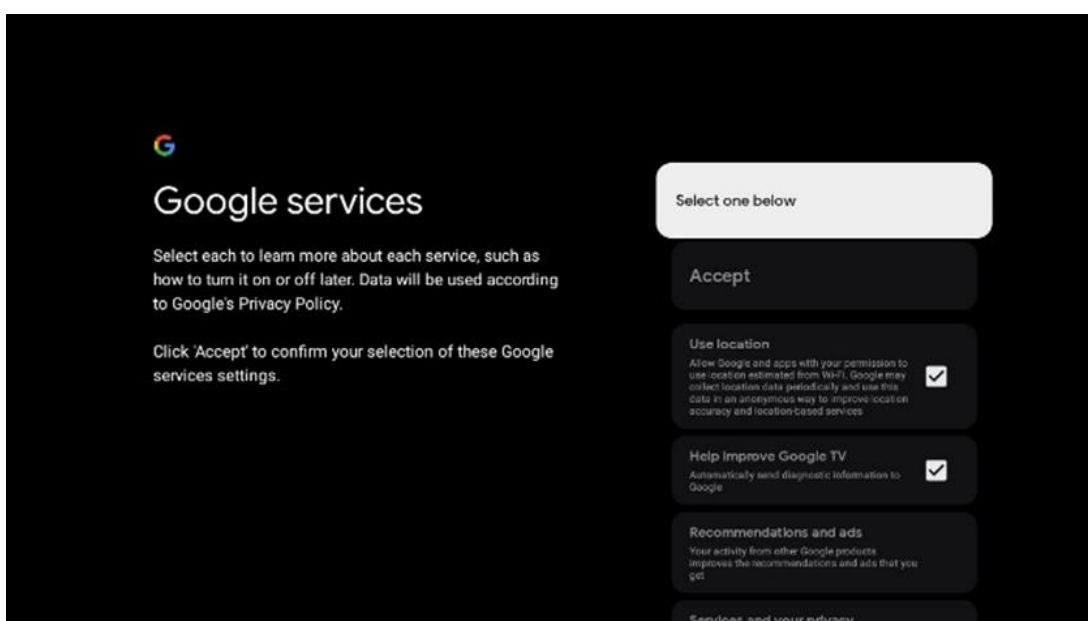 Google services
Select each to learn more about each service, such as
how to turn it on or off later. Data will be used according
to Google's Privacy Policy.
Click 'Accept' to confirm your selection of these Google
services settings.
Select one below
Accept
Use location
Allow Google and apps with your permission to
use location estimated from Wi-Fi. Google may
collect location data periodically and use this
data in an anonymous way to improve location
accuracy and location-based services
Help improve Google TV
Automatically send diagnostic information to
Google
Recommendations and ads
Your activity from other Google products
improves the recommendations and ads that you
get
Services and your privacy